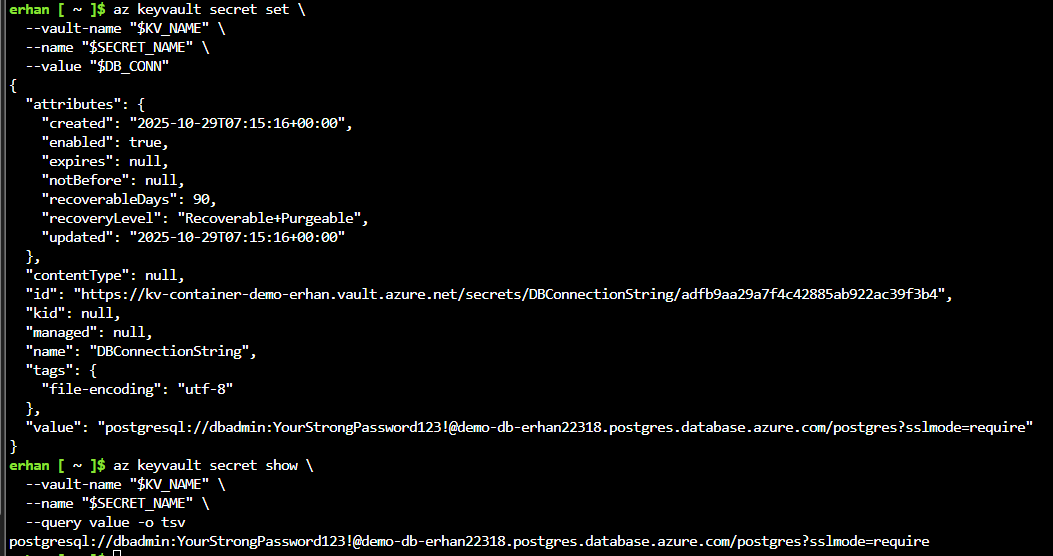 erhan [ ~ ]$ az keyvault secret set \
  --vault-name "$KV_NAME" \
  --name "$SECRET_NAME" \
  --value "$DB_CONN"
{
  "attributes": {
    "created": "2025-10-29T07:15:16+00:00",
    "enabled": true,
    "expires": null,
    "notBefore": null,
    "recoverableDays": 90,
    "recoveryLevel": "Recoverable+Purgeable",
    "updated": "2025-10-29T07:15:16+00:00"
  },
  "contentType": null,
  "id": "https://kv-container-demo-erhan.vault.azure.net/secrets/DBConnectionString/adfb9aa29a7f4c42885ab922ac39f3b4",
  "kid": null,
  "managed": null,
  "name": "DBConnectionString",
  "tags": {
    "file-encoding": "utf-8"
  },
  "value": "postgresql://dbadmin:YourStrongPassword123!@demo-db-erhan22318.postgres.database.azure.com/postgres?sslmode=require"
}
erhan [ ~ ]$ az keyvault secret show \
  --vault-name "$KV_NAME" \
  --name "$SECRET_NAME" \
  --query value -o tsv
postgresql://dbadmin:YourStrongPassword123!@demo-db-erhan22318.postgres.database.azure.com/postgres?sslmode=require